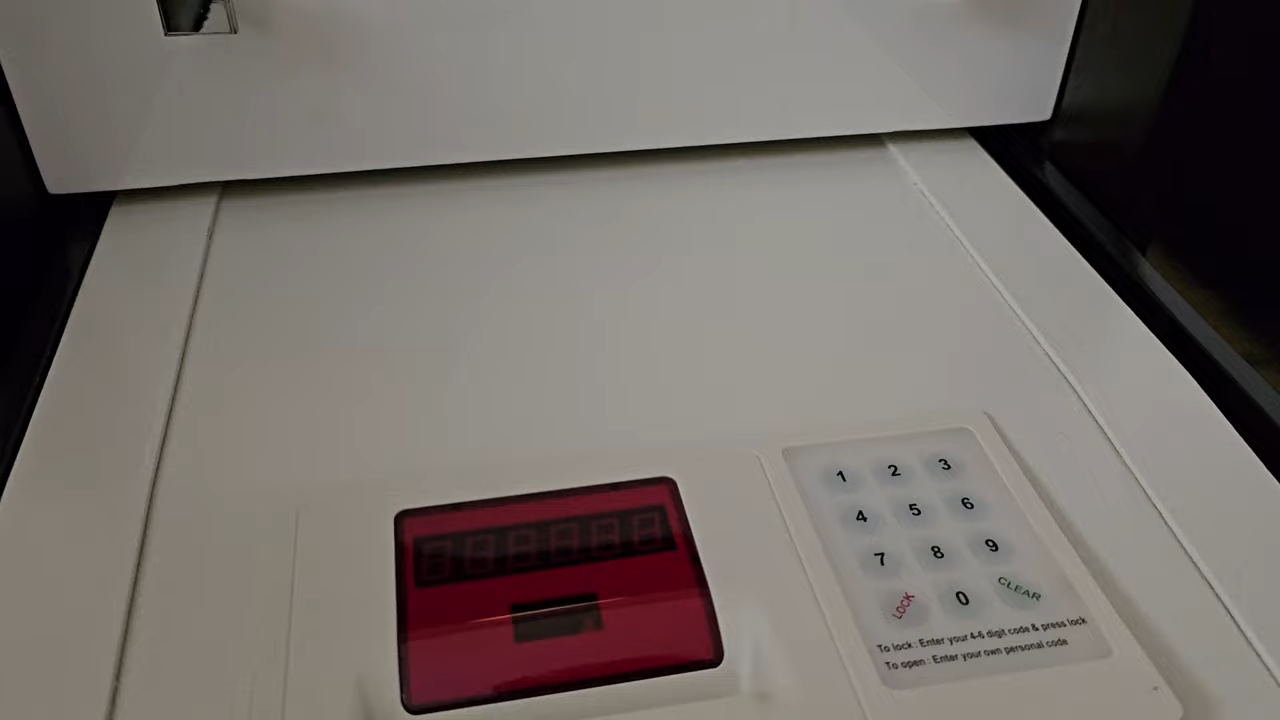 1 2 3
4 5 6
7 8 9
LOCK 0 CLEAR
To lock : Enter your 4-6 digit code & press lock
To open : Enter your own personal code